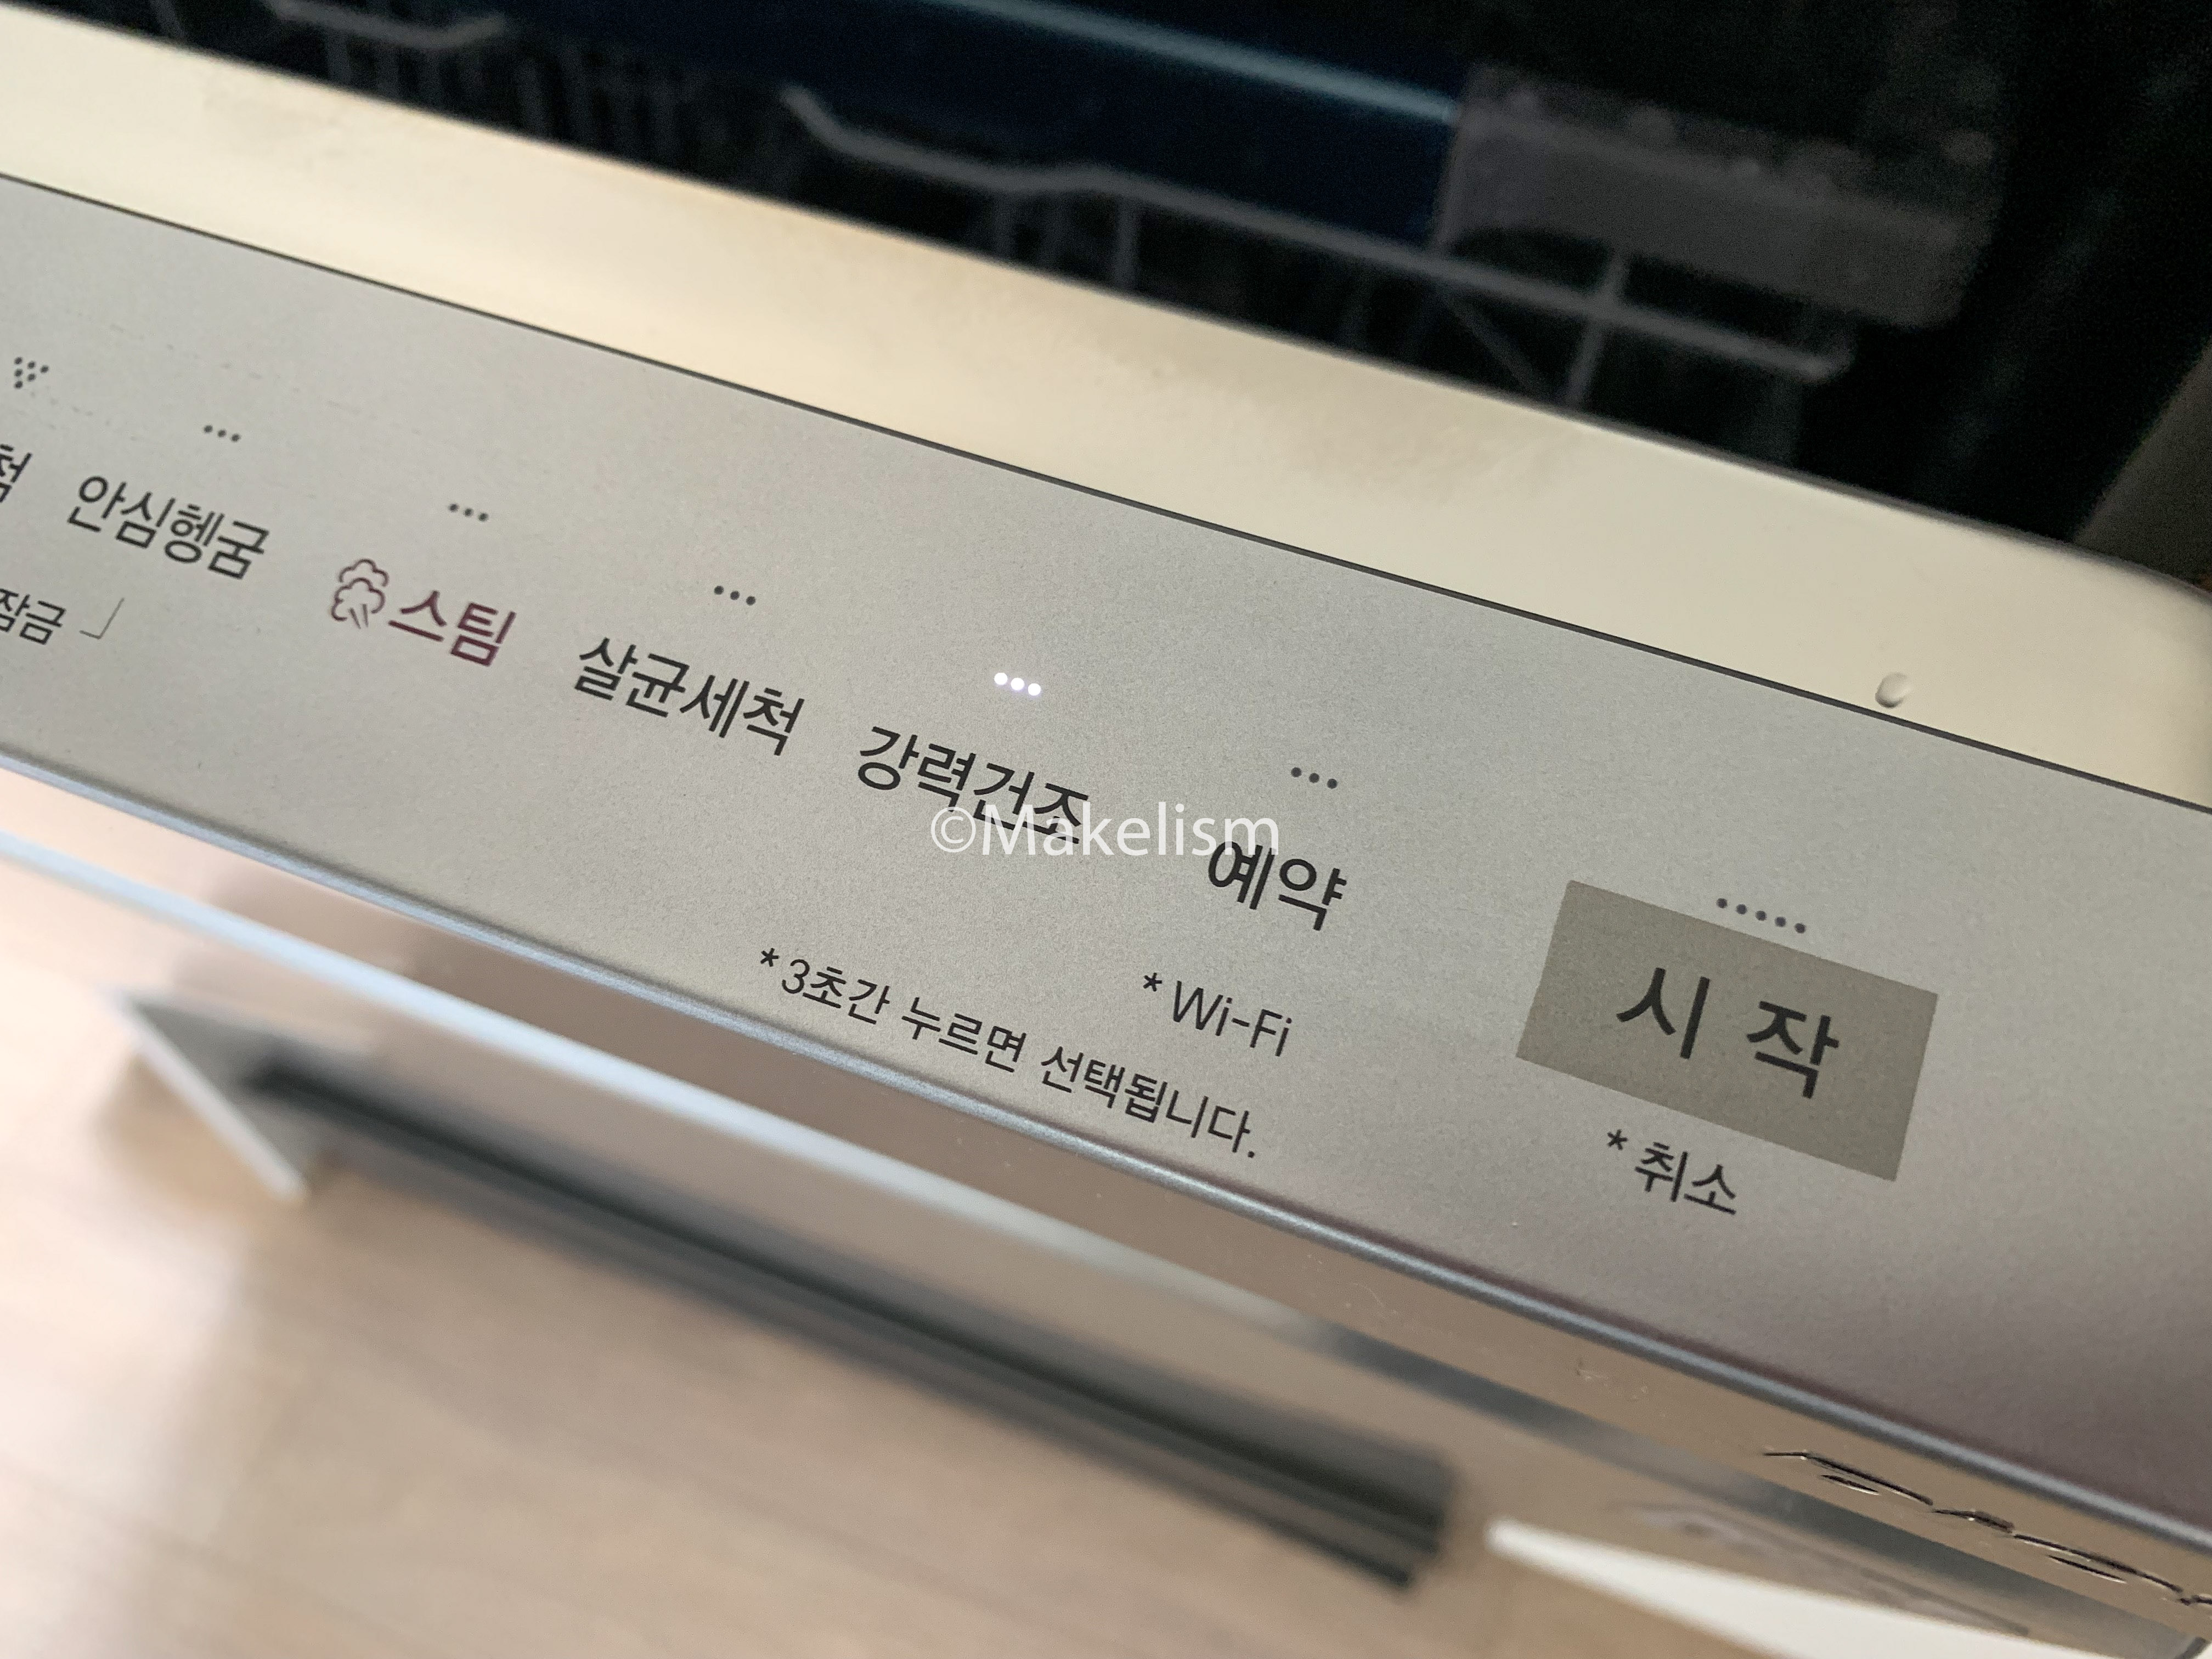 안심헹굼 스팀 살균세척 강력건조 예약 시 작
잠금 」
©Makelism
* Wi-Fi
* 취소
* 3초간 누르면 선택됩니다.